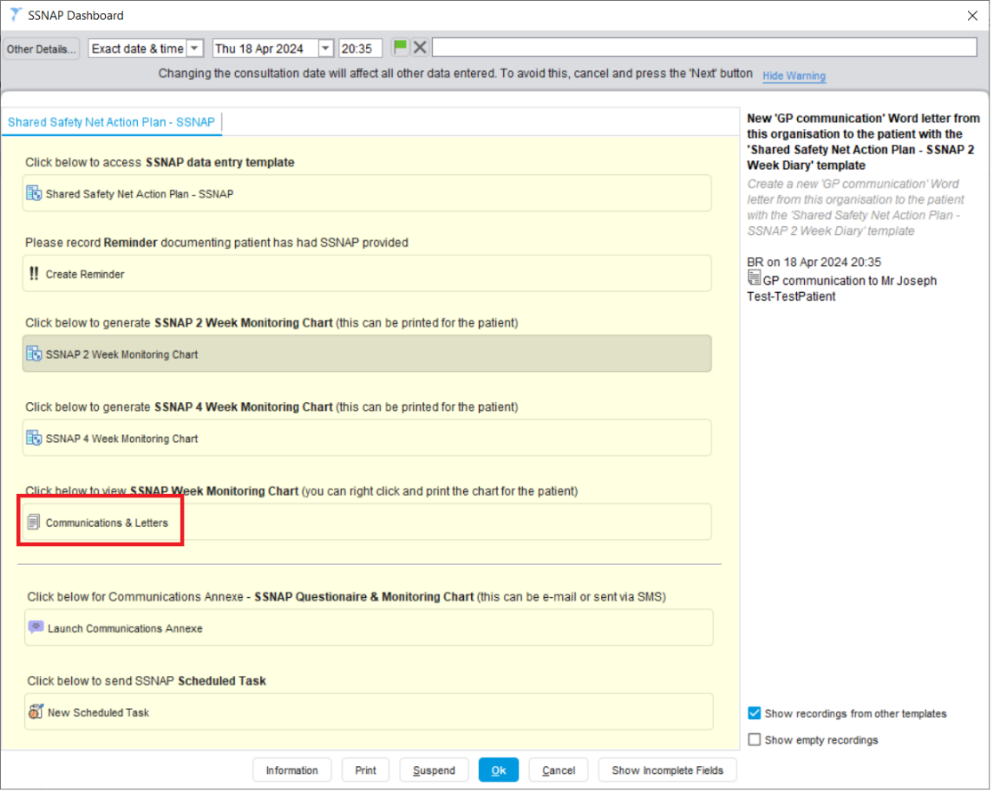 SSNAP Dashboard
Other Details... Exact date & time Thu 18 Apr 2024 20:35
Changing the consultation date will affect all other data entered. To avoid this, cancel and press the 'Next' button Hide Warning
Shared Safety Net Action Plan - SSNAP
Click below to access SSNAP data entry template
Shared Safety Net Action Plan - SSNAP
Please record Reminder documenting patient has had SSNAP provided
Create Reminder
Click below to generate SSNAP 2 Week Monitoring Chart (this can be printed for the patient)
SSNAP 2 Week Monitoring Chart
Click below to generate SSNAP 4 Week Monitoring Chart (this can be printed for the patient)
SSNAP 4 Week Monitoring Chart
Click below to view SSNAP Week Monitoring Chart (you can right click and print the chart for the patient)
Communications & Letters
Click below for Communications Annexe - SSNAP Questionaire & Monitoring Chart (this can be e-mail or sent via SMS)
Launch Communications Annexe
Click below to send SSNAP Scheduled Task
New Scheduled Task
New 'GP communication' Word letter from
this organisation to the patient with the
'Shared Safety Net Action Plan - SSNAP 2
Week Diary' template
Create a new 'GP communication' Word
letter from this organisation to the patient
with the 'Shared Safety Net Action Plan -
SSNAP 2 Week Diary' template
BR on 18 Apr 2024 20:35
GP communication to Mr Joseph
Test-TestPatient
Show recordings from other templates
Show empty recordings
Information Print Suspend Ok Cancel Show Incomplete Fields